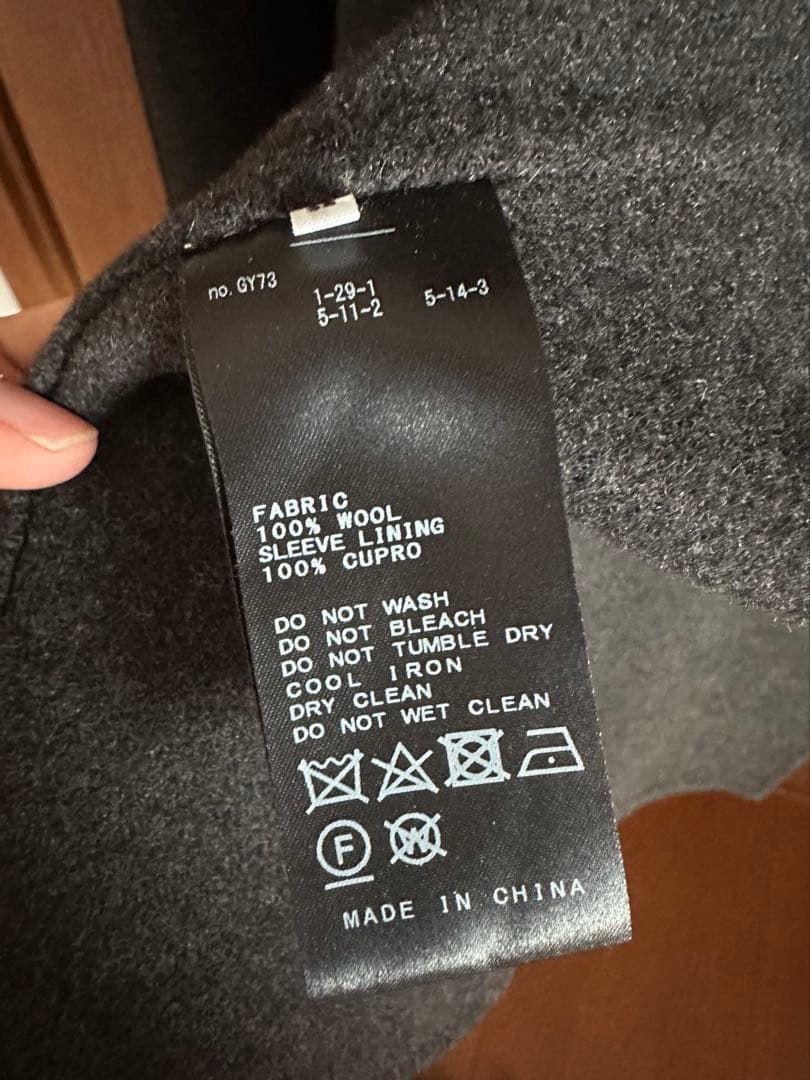 no. GY73
1-29-1
5-11-2
5-14-3
FABRIC
100% WOOL
SLEEVE LINING
100% CUPRO
DO NOT WASH
DO NOT BLEACH
DO NOT TUMBLE DRY
COOL IRON
DRY CLEAN
DO NOT WET CLEAN
F
W
MADE IN CHINA